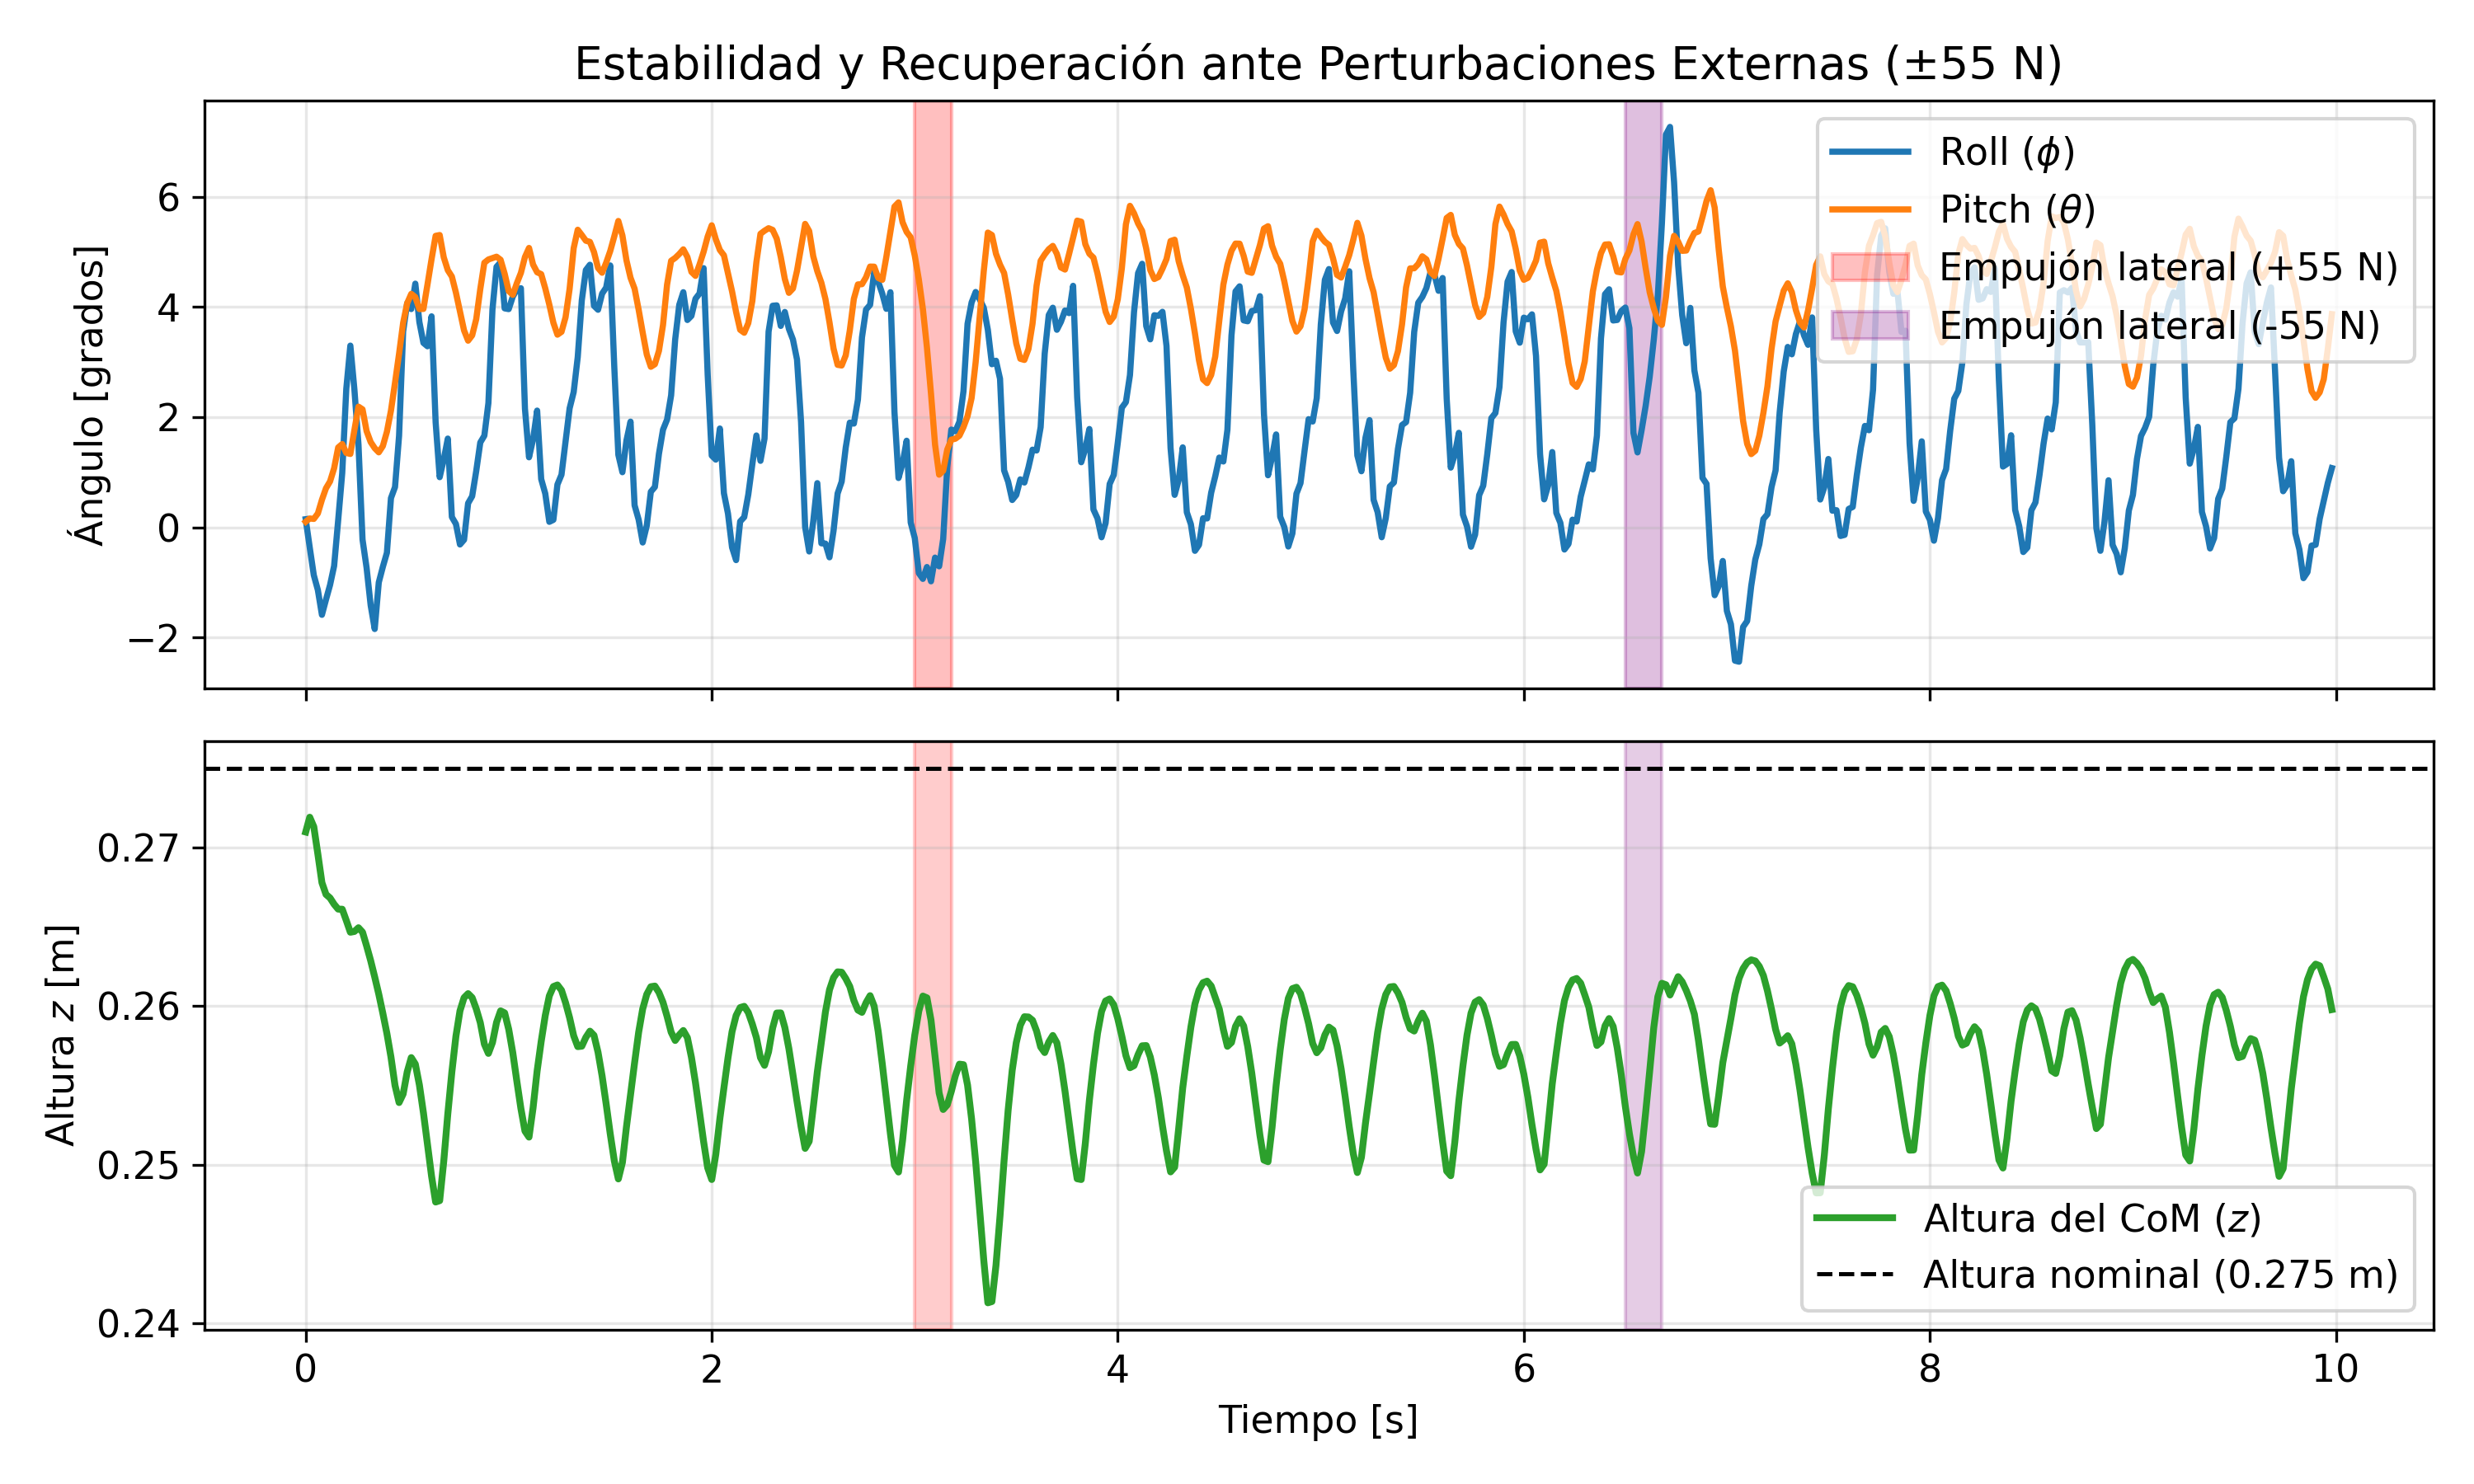 Estabilidad y Recuperación ante Perturbaciones Externas (±55 N)
Ángulo [grados]
6
4
2
0
−2
Roll (ϕ)
Pitch (θ)
Empujón lateral (+55 N)
Empujón lateral (-55 N)
Altura z [m]
0.27
0.26
0.25
0.24
Altura del CoM (z)
Altura nominal (0.275 m)
0 2 4 6 8 10
Tiempo [s]